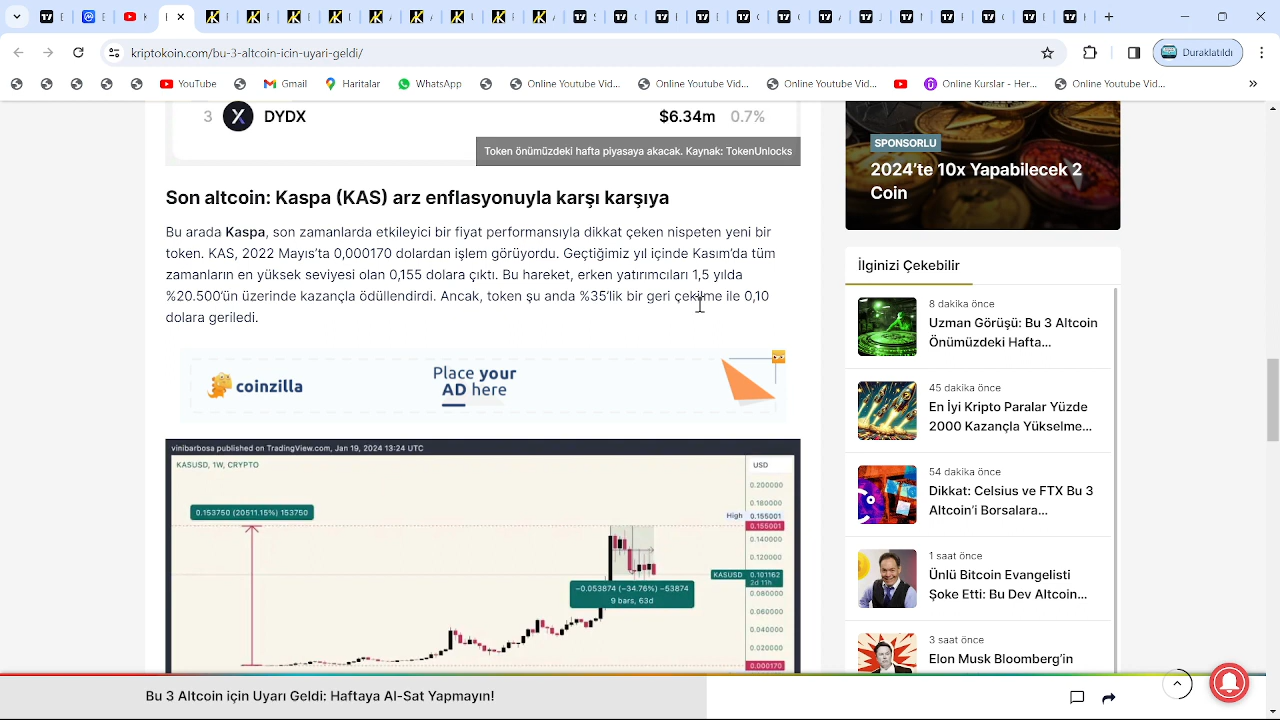 kriptokoin.com/bu-3-altcoin-icin-uyari-geldi/
Duraklatıldı
YouTube
Gmail
Haritalar
WhatsApp
Online Youtube Vid...
Online Youtube Vid...
Online Youtube Vid...
Online Kurslar - Her...
Online Youtube Vid...
3 DYDX $6.34m 0.7%
Token önümüzdeki hafta piyasaya akacak. Kaynak: TokenUnlocks
Son altcoin: Kaspa (KAS) arz enflasyonuyla karşı karşıya
Bu arada Kaspa, son zamanlarda etkileyici bir fiyat performansıyla dikkat çeken nispeten yeni bir
token. KAS, 2022 Mayıs'ta 0,000170 dolardan işlem görüyordu. Geçtiğimiz yıl içinde Kasım'da tüm
zamanların en yüksek seviyesi olan 0,155 dolara çıktı. Bu hareket, erken yatırımcıları 1,5 yılda
%20.500'ün üzerinde kazançla ödüllendirdi. Ancak, token şu anda %35'lik bir geri çekilme ile 0,10
dolara geriledi.
coinzilla
Place your
AD here
vinibarbosa published on TradingView.com, Jan 19, 2024 13:24 UTC
KASUSD, 1W, CRYPTO
USD
0.200000
0.180000
0.153750 (20511.15%) 153750
High 0.155001
0.155001
0.140000
0.120000
KASUSD 0.101162
2d 11h
−0.053874 (−34.76%) −53874
9 bars, 63d
0.080000
0.060000
0.040000
0.020000
0.000170
SPONSORLU
2024'te 10x Yapabilecek 2
Coin
İlginizi Çekebilir
8 dakika önce
Uzman Görüşü: Bu 3 Altcoin
Önümüzdeki Hafta...
45 dakika önce
En İyi Kripto Paralar Yüzde
2000 Kazançla Yükselme...
54 dakika önce
Dikkat: Celsius ve FTX Bu 3
Altcoin'i Borsalara...
1 saat önce
Ünlü Bitcoin Evangelisti
Şoke Etti: Bu Dev Altcoin...
3 saat önce
Elon Musk Bloomberg'in
Bu 3 Altcoin için Uyarı Geldi: Haftaya Al-Sat Yapmayın!